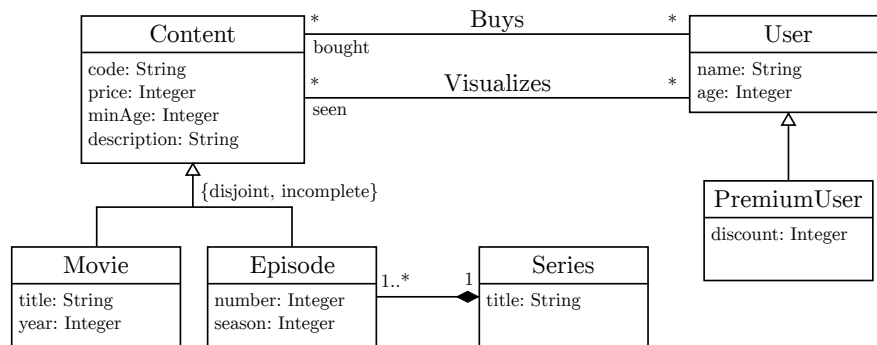 Content
code: String
price: Integer
minAge: Integer
description: String
* Buys *
bought
* Visualizes *
seen
User
name: String
age: Integer
{disjoint, incomplete}
PremiumUser
discount: Integer
Movie
title: String
year: Integer
Episode
number: Integer
season: Integer
1..* 1
Series
title: String